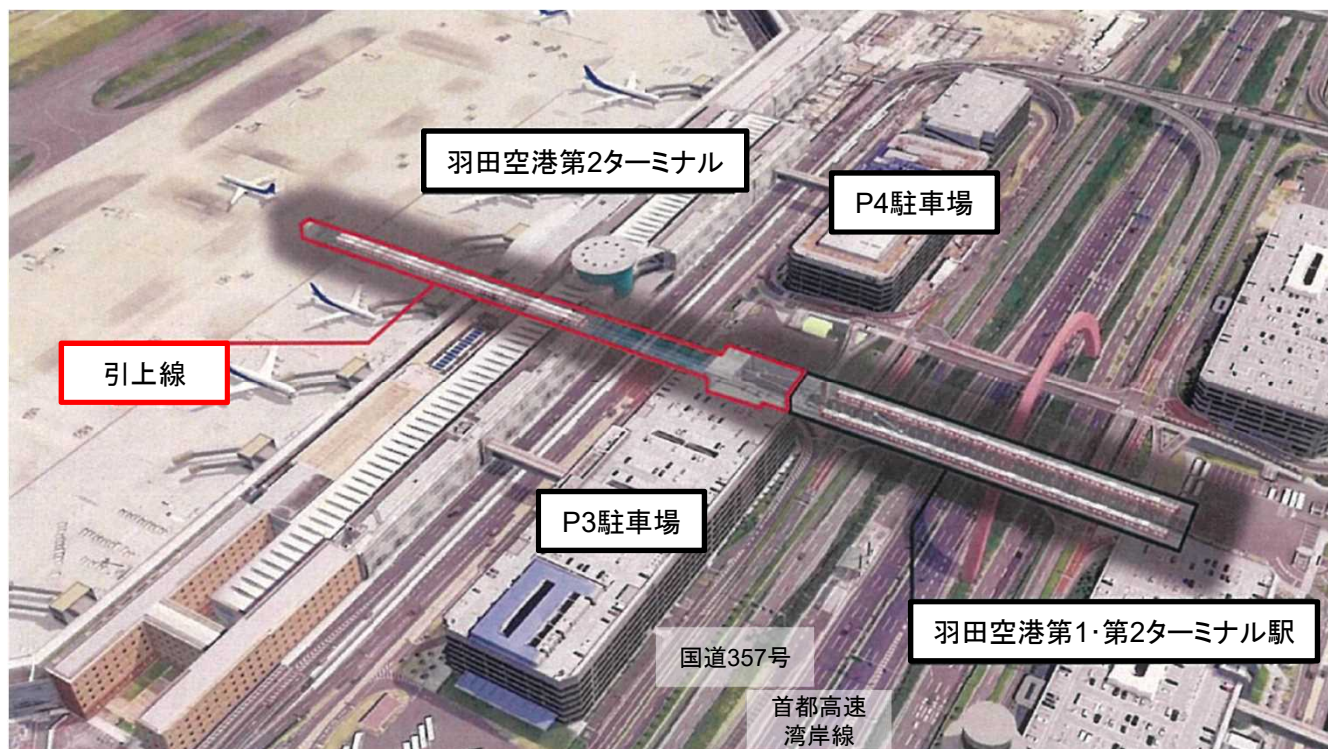 羽田空港第2ターミナル
P4駐車場
引上線
P3駐車場
羽田空港第1・第2ターミナル駅
国道357号
首都高速
湾岸線